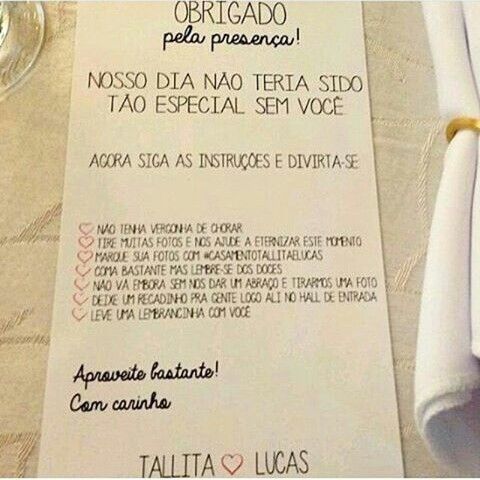 OBRIGADO
pela presença!
NOSSO DIA NÃO TERIA SIDO
TÃO ESPECIAL SEM VOCÊ.
AGORA SIGA AS INSTRUÇÕES E DIVIRTA-SE
NÃO TENHA VERGONHA DE CHORAR
TIRE MUITAS FOTOS E NOS AJUDE A ETERNIZAR ESTE MOMENTO
MARQUE SUA FOTOS COM #CASAMENTOTALLITAELUCAS
COMA BASTANTE MAS LEMBRE-SE DOS DOCES
NÃO VÁ EMBORA SEM NOS DAR UM ABRAÇO E TIRARMOS UMA FOTO
DEIXE UM RECADINHO PRA GENTE LOGO ALI NO HALL DE ENTRADA
LEVE UMA LEMBRANCINHA COM VOCÊ
Aproveite bastante!
Com carinho
TALLITA ♡ LUCAS